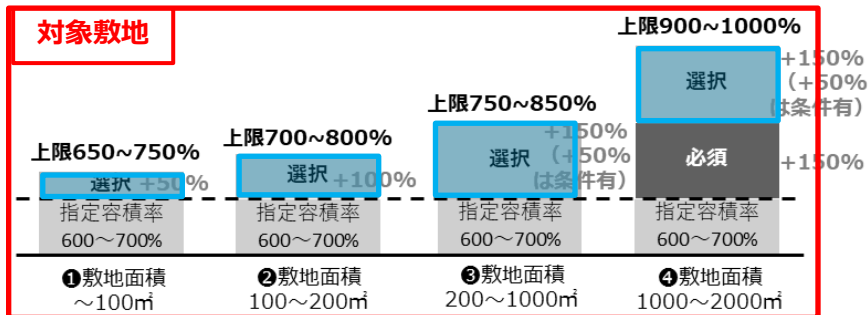 対象敷地
上限650~750%
選択
+50%
指定容積率
600～700%
❶敷地面積
～100㎡
上限700~800%
選択
+100%
指定容積率
600～700%
❷敷地面積
100～200㎡
上限750~850%
選択
+150%
（+50%
は条件有）
指定容積率
600～700%
❸敷地面積
200～1000㎡
上限900~1000%
選択
+150%
（+50%
は条件有）
必須
+150%
指定容積率
600～700%
❹敷地面積
1000～2000㎡